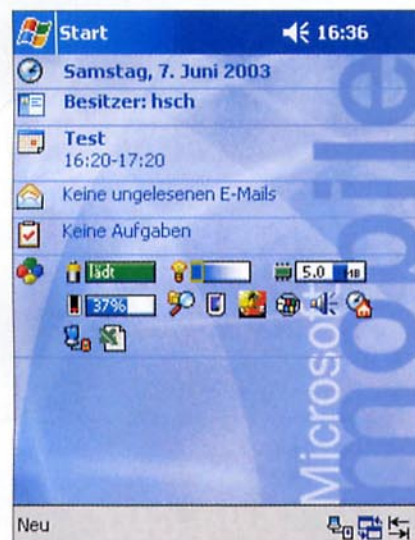 Start 16:36
Samstag, 7. Juni 2003
Besitzer: hsch
Test
16:20-17:20
Keine ungelesenen E-Mails
Keine Aufgaben
lädt 5.0 MB
37%
Microsoft
mobile
Neu